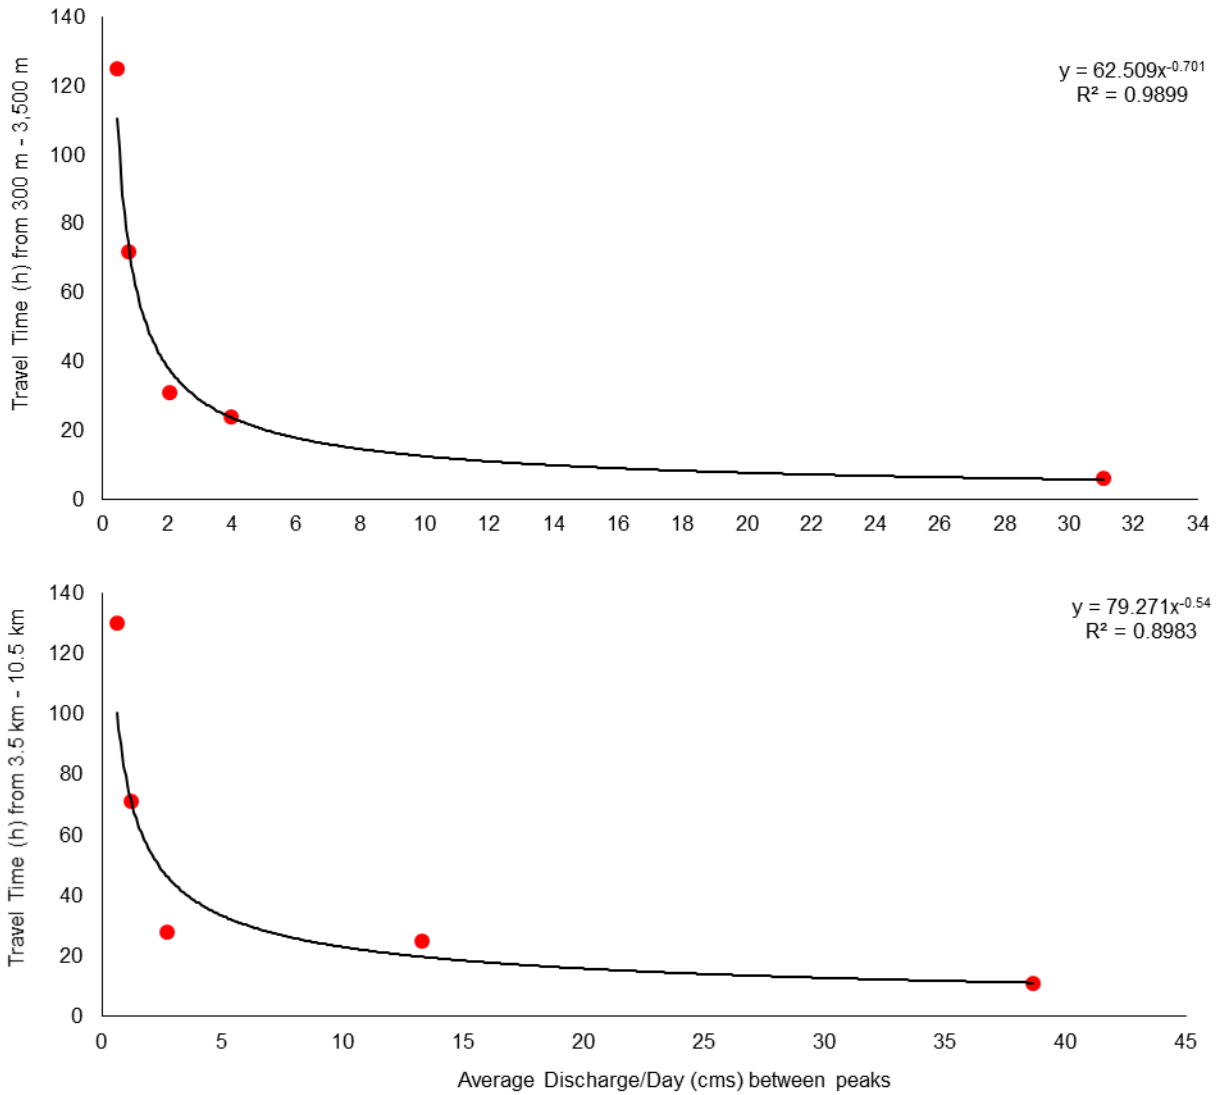 Travel Time (h) from 300 m - 3,500 m
140
120
100
80
60
40
20
0
y = 62.509x^-0.701
R² = 0.9899
0 2 4 6 8 10 12 14 16 18 20 22 24 26 28 30 32 34
Travel Time (h) from 3.5 km - 10.5 km
140
120
100
80
60
40
20
0
y = 79.271x^-0.54
R² = 0.8983
0 5 10 15 20 25 30 35 40 45
Average Discharge/Day (cms) between peaks